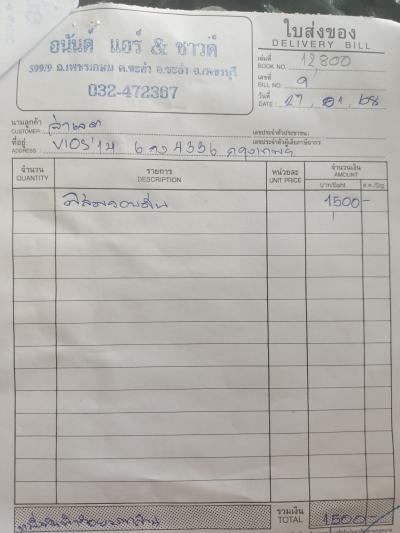 อนันต์ แอร์ & ซาวด์
599/9 ถ.เพชรเกษม ต.ชะอำ อ.ชะอำ จ.เพชรบุรี
032-472367
ใบส่งของ
DELIVERY BILL
เล่มที่
BOOK NO. 12,800
เลขที่
BILL NO. 9
วันที่
DATE: 27, 01, 68
นามลูกค้า
CUSTOMER:
เลขประจำตัวประชาชน:
ที่อยู่
ADDRESS: VIOS'14 6 กง 4336 กรุงเทพฯ
เลขประจำตัวผู้เสียภาษีอากร
จำนวน
QUANTITY
รายการ
DESCRIPTION
หน่วยละ
UNIT PRICE
จำนวนเงิน
AMOUNT
บาท/Baht
ส.ต./Stg
1500-
รวมเงิน
TOTAL 1500-